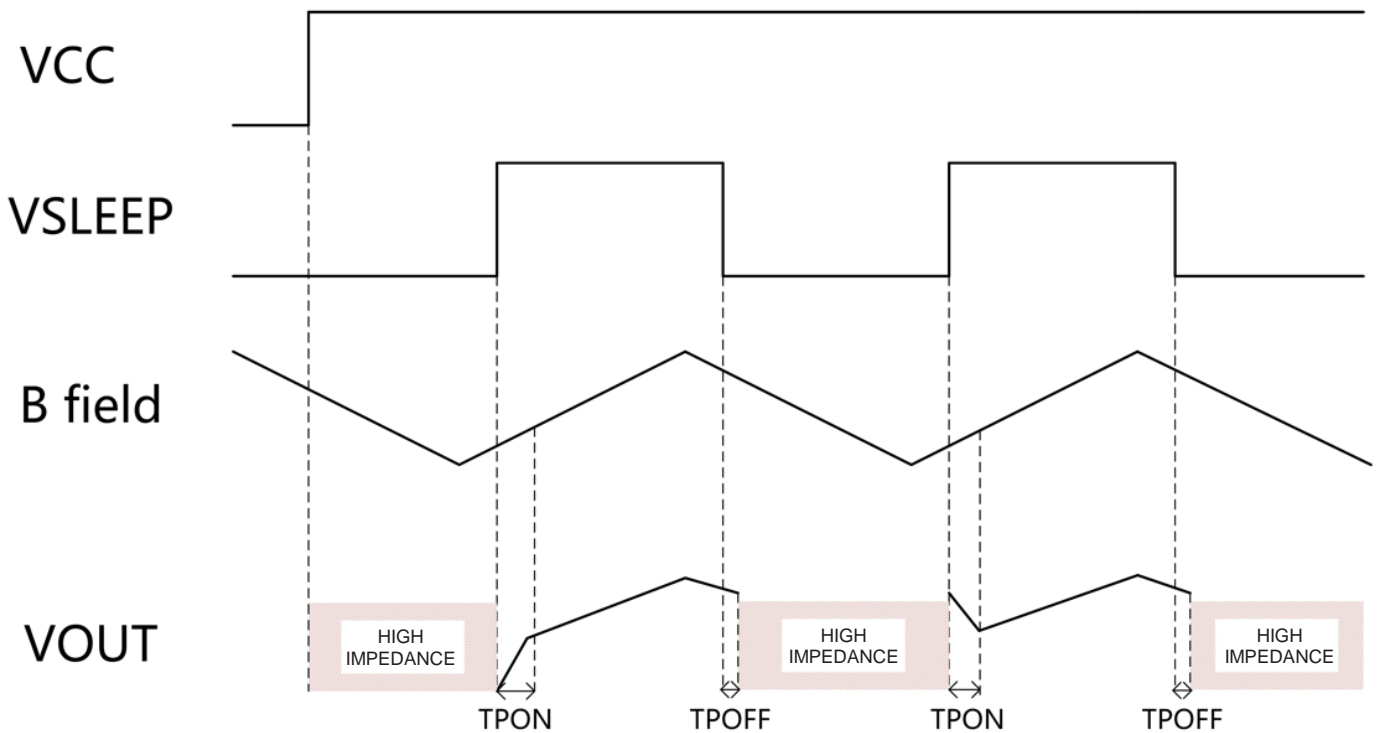 VCC
VSLEEP
B field
VOUT
HIGH
IMPEDANCE
HIGH
IMPEDANCE
HIGH
IMPEDANCE
TPON
TPOFF
TPON
TPOFF